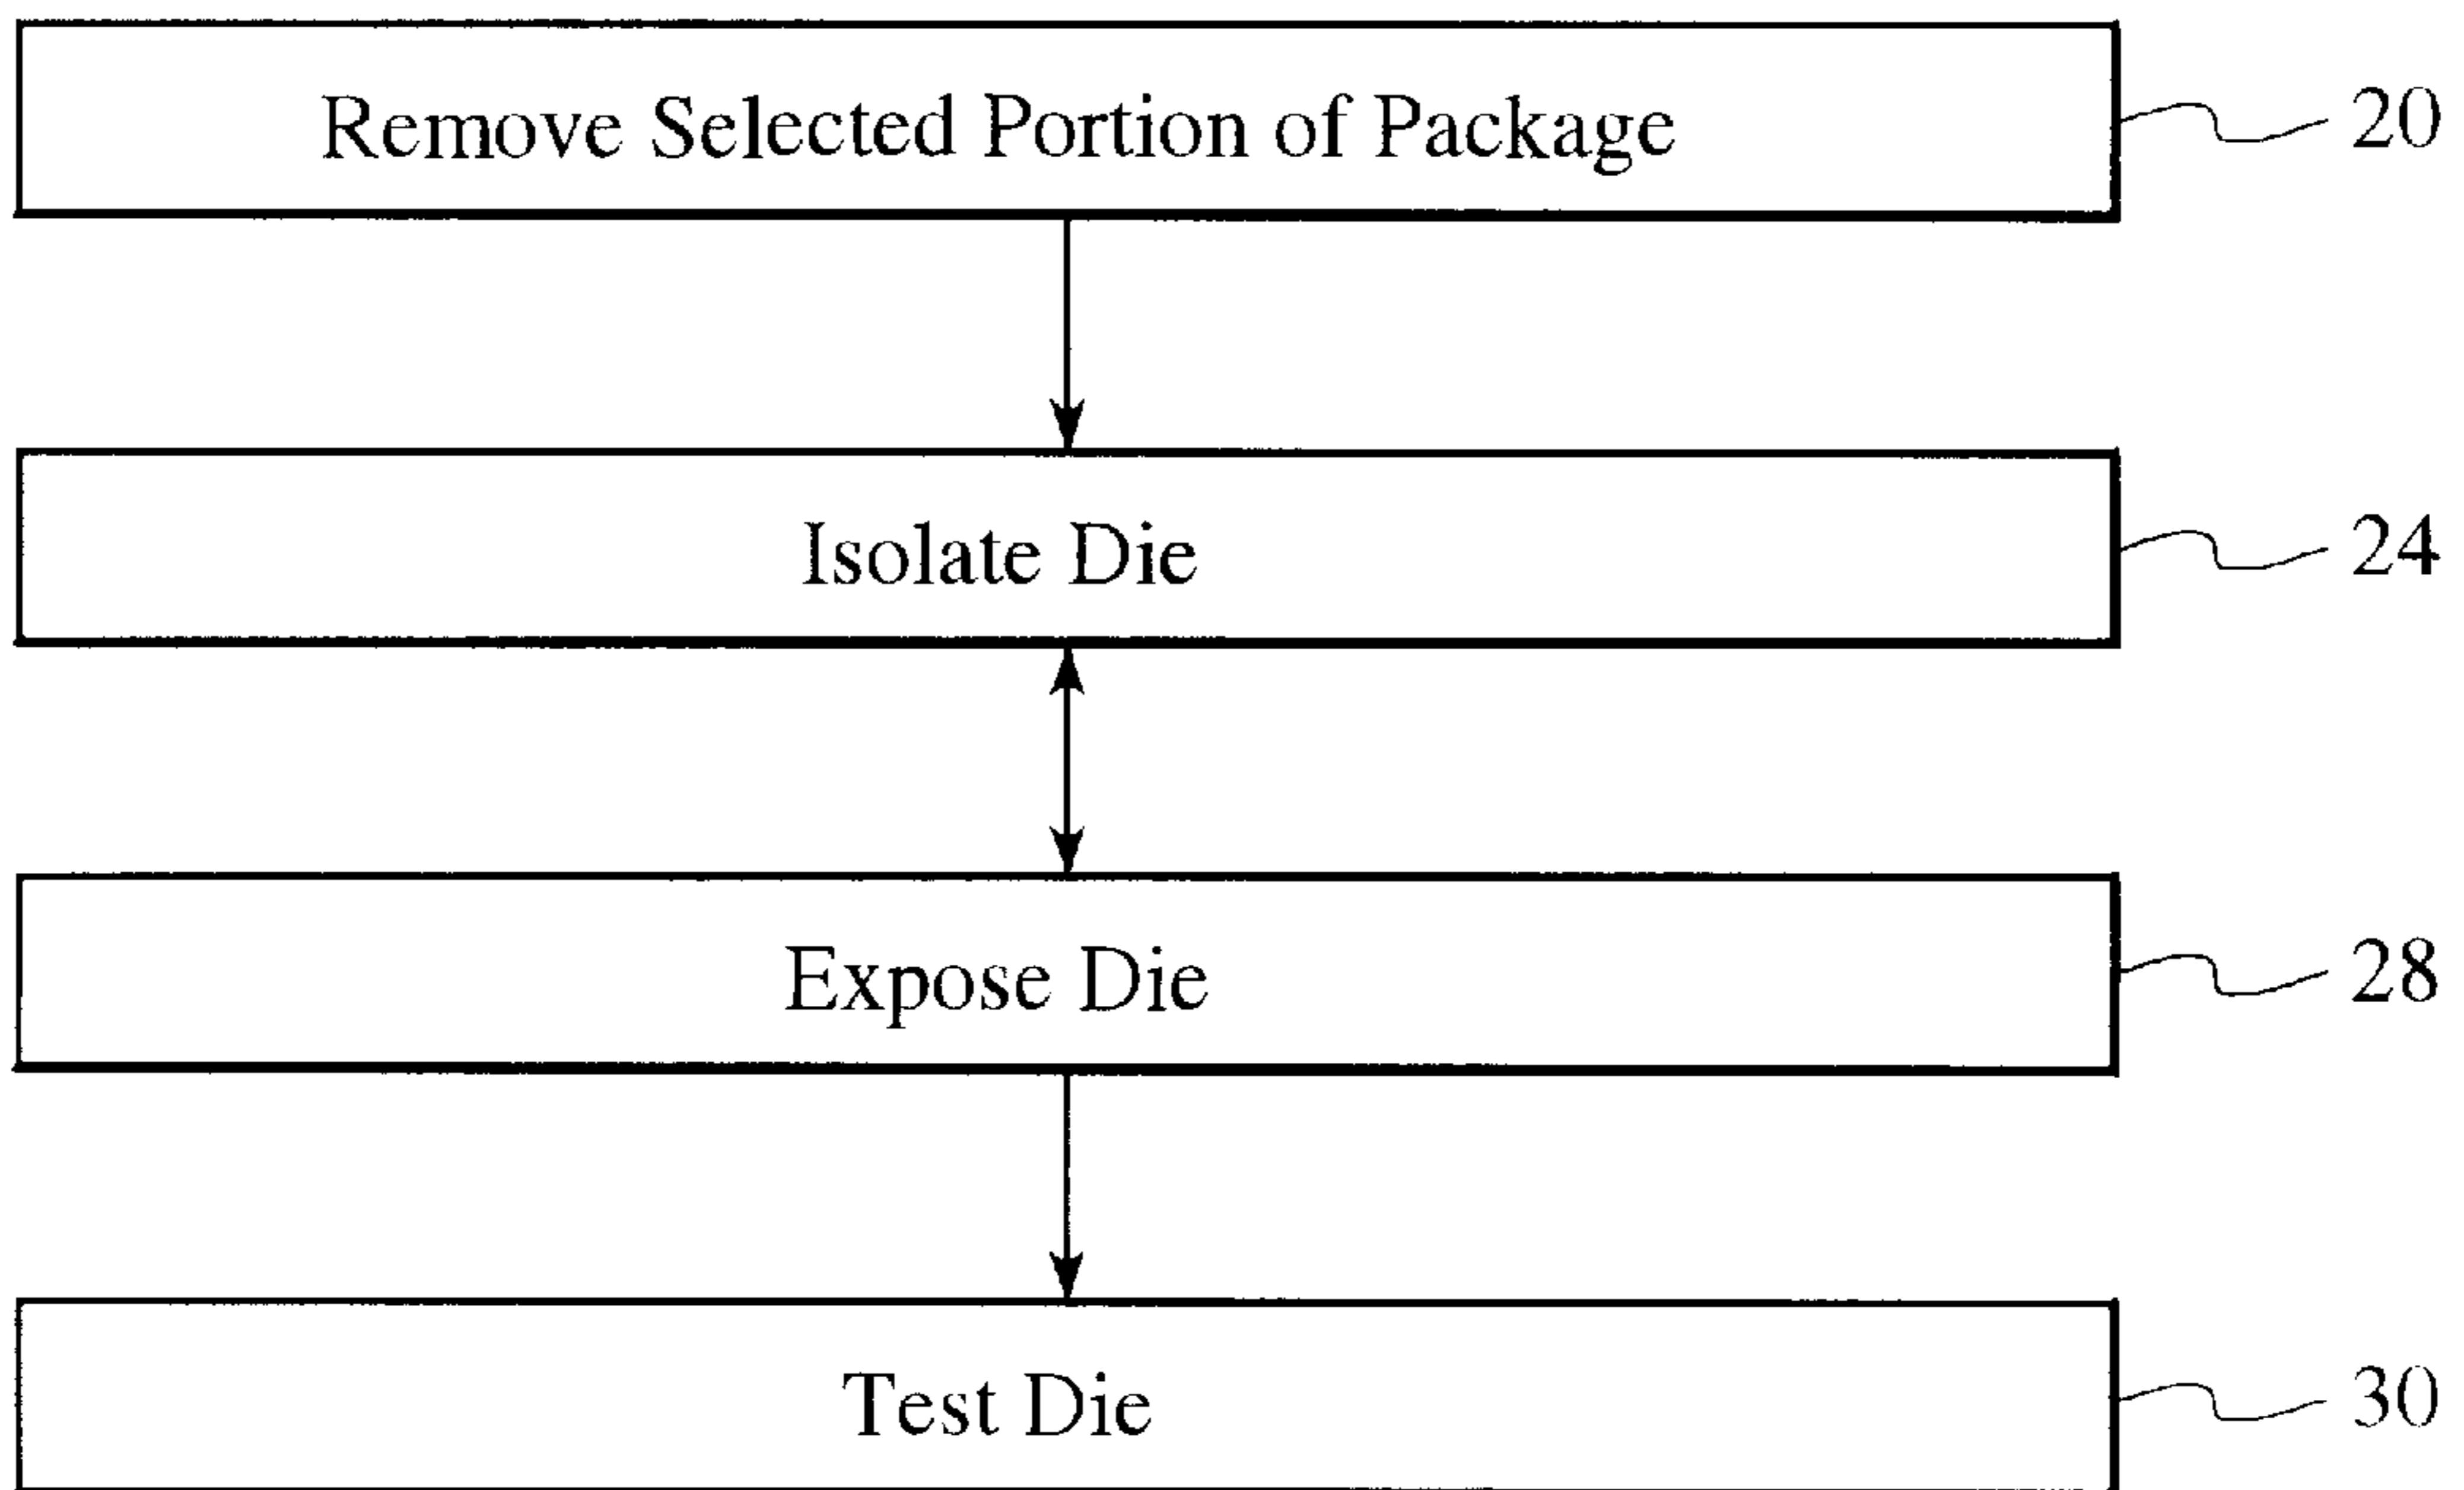 Remove Selected Portion of Package 20
Isolate Die 24
Expose Die 28
Test Die 30